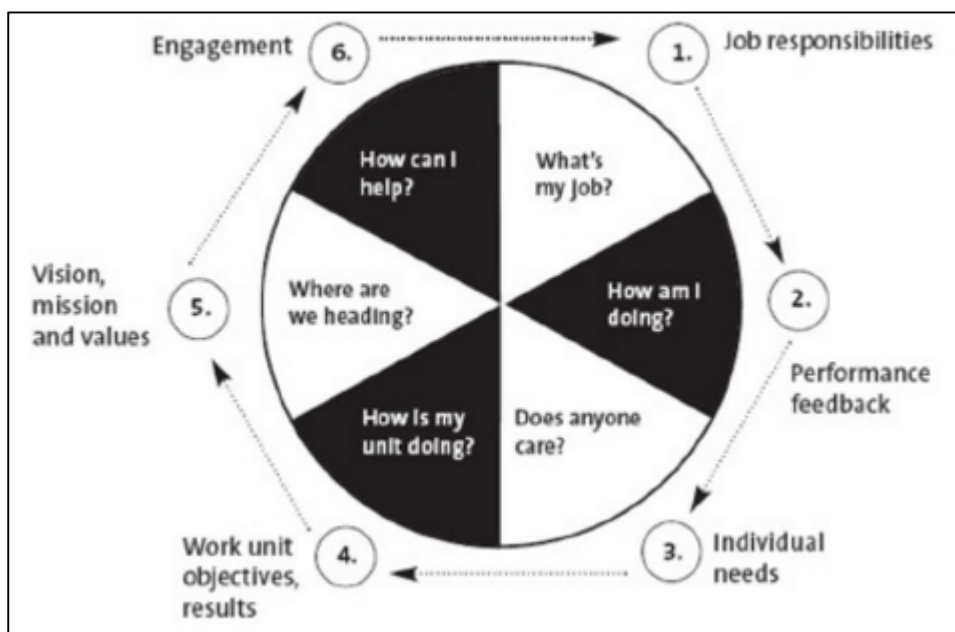 Engagement
6.
1.
Job responsibilities
How can I
help?
What's
my Job?
Vision,
mission
and values
5.
Where are
we heading?
How am I
doing?
2.
Performance
feedback
How is my
unit doing?
Does anyone
care?
Work unit
objectives,
results
4.
3.
Individual
needs